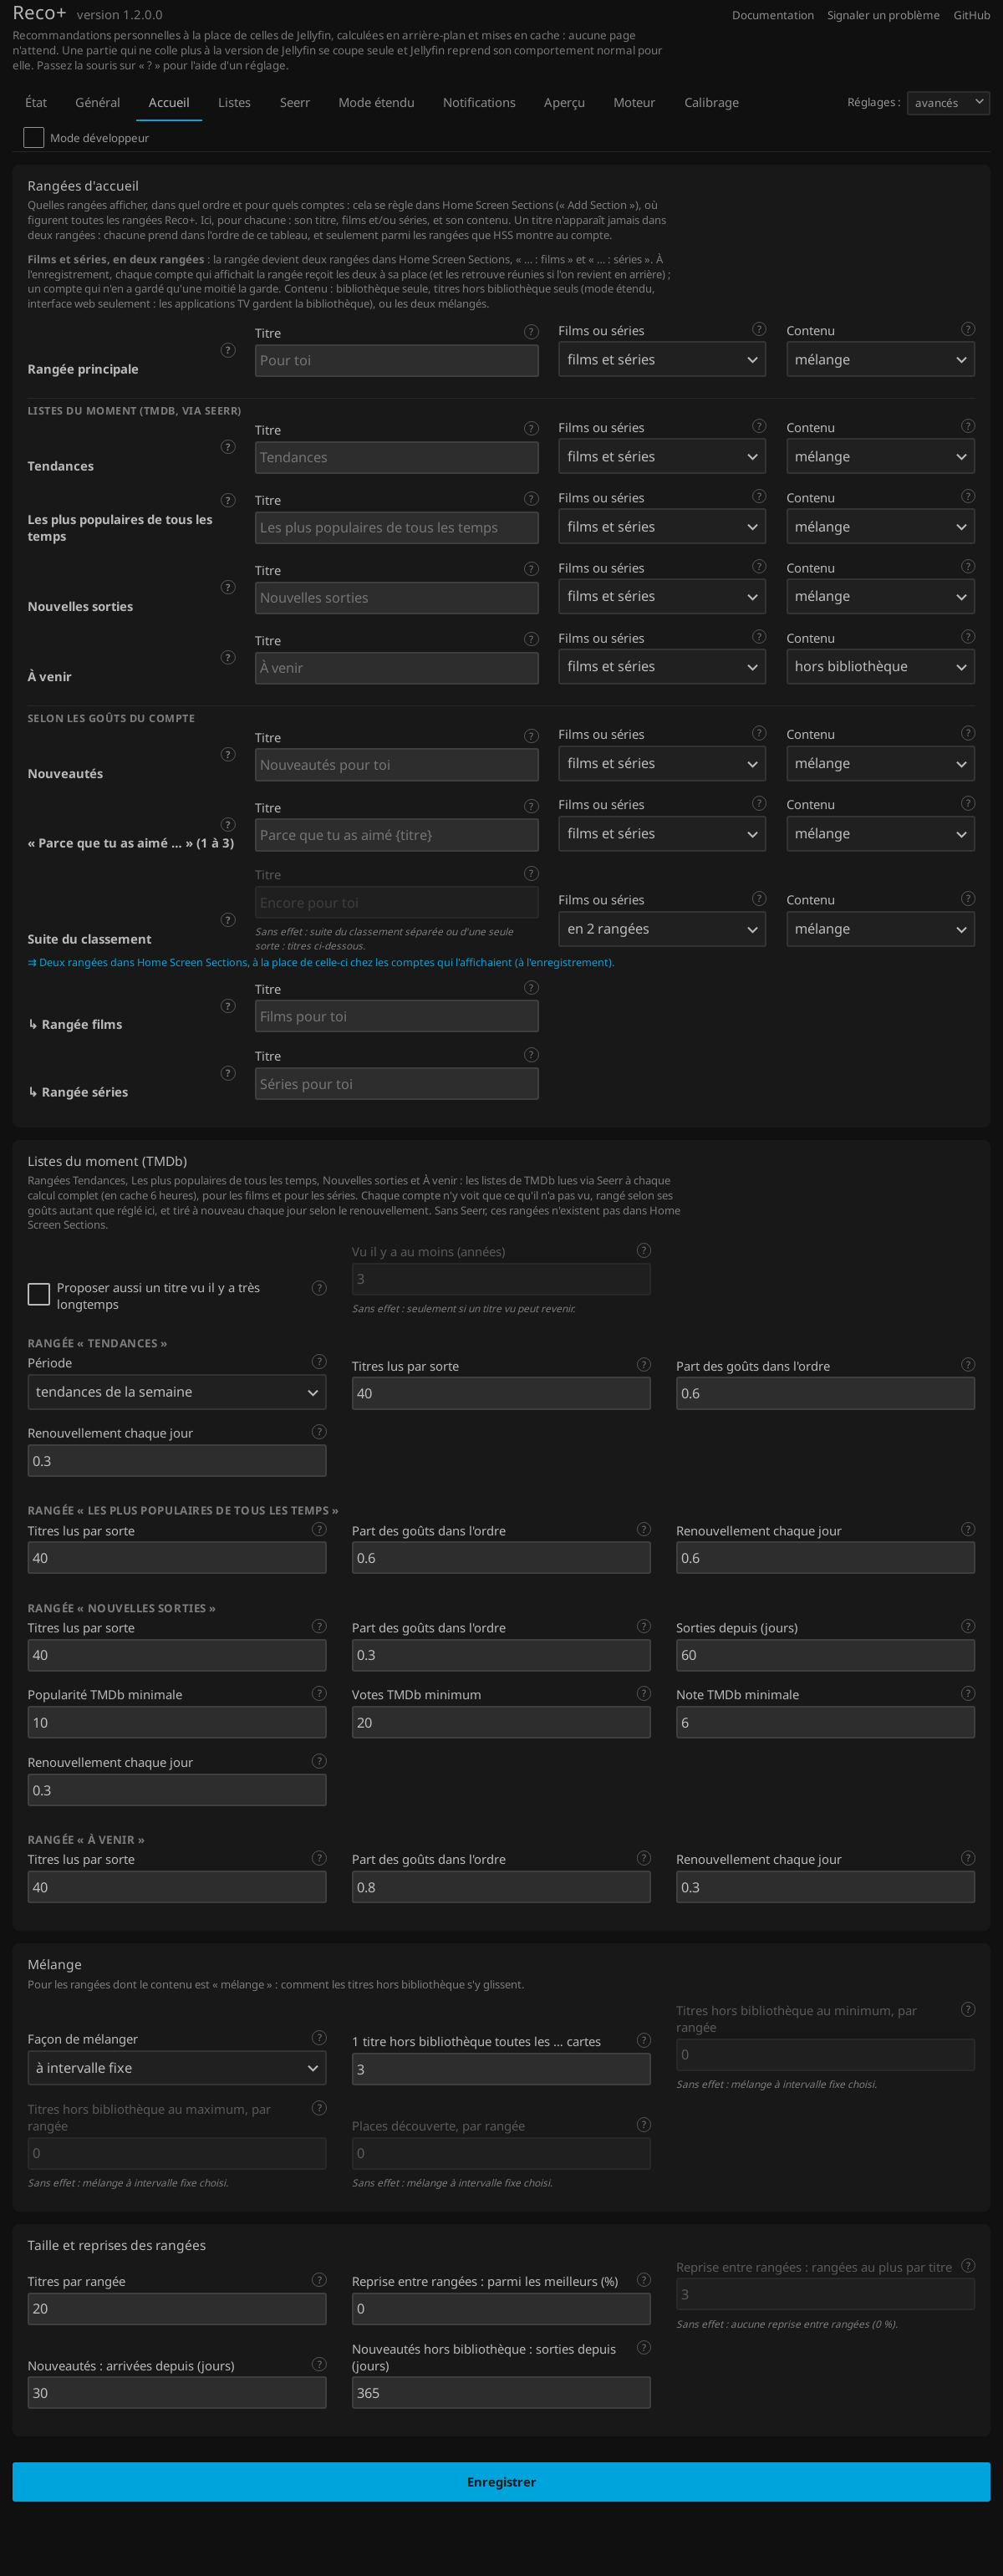 Reco+ version 1.2.0.0
Documentation Signaler un problème GitHub
Recommandations personnelles à la place de celles de Jellyfin, calculées en arrière-plan et mises en cache : aucune page
n'attend. Une partie qui ne colle plus à la version de Jellyfin se coupe seule et Jellyfin reprend son comportement normal pour
elle. Passez la souris sur « ? » pour l'aide d'un réglage.
État Général Accueil Listes Seerr Mode étendu Notifications Aperçu Moteur Calibrage Réglages : avancés
Mode développeur
Rangées d'accueil
Quelles rangées afficher, dans quel ordre et pour quels comptes : cela se règle dans Home Screen Sections (« Add Section »), où
figurent toutes les rangées Reco+. Ici, pour chacune : son titre, films et/ou séries, et son contenu. Un titre n'apparaît jamais dans
deux rangées : chacune prend dans l'ordre de ce tableau, et seulement parmi les rangées que HSS montre au compte.
Films et séries, en deux rangées : la rangée devient deux rangées dans Home Screen Sections, « … : films » et « … : séries ». À
l'enregistrement, chaque compte qui affichait la rangée reçoit les deux à sa place (et les retrouve réunies si l'on revient en arrière) ;
un compte qui n'en a gardé qu'une moitié la garde. Contenu : bibliothèque seule, titres hors bibliothèque seuls (mode étendu,
interface web seulement : les applications TV gardent la bibliothèque), ou les deux mélangés.
Titre ? Films ou séries ? Contenu ?
Rangée principale ? Pour toi films et séries mélange
LISTES DU MOMENT (TMDB, VIA SEERR)
Titre ? Films ou séries ? Contenu ?
Tendances ? Tendances films et séries mélange
Titre ? Films ou séries ? Contenu ?
Les plus populaires de tous les
temps ? Les plus populaires de tous les temps films et séries mélange
Titre ? Films ou séries ? Contenu ?
Nouvelles sorties ? Nouvelles sorties films et séries mélange
Titre ? Films ou séries ? Contenu ?
À venir ? À venir films et séries hors bibliothèque
SELON LES GOÛTS DU COMPTE
Titre ? Films ou séries ? Contenu ?
Nouveautés ? Nouveautés pour toi films et séries mélange
Titre ? Films ou séries ? Contenu ?
« Parce que tu as aimé … » (1 à 3) ? Parce que tu as aimé {titre} films et séries mélange
Titre ? Films ou séries ? Contenu ?
Suite du classement ? Encore pour toi en 2 rangées mélange
Sans effet : suite du classement séparée ou d'une seule
sorte : titres ci-dessous.
⇉ Deux rangées dans Home Screen Sections, à la place de celle-ci chez les comptes qui l'affichaient (à l'enregistrement).
Titre ?
↳ Rangée films ? Films pour toi
Titre ?
↳ Rangée séries ? Séries pour toi
Listes du moment (TMDb)
Rangées Tendances, Les plus populaires de tous les temps, Nouvelles sorties et À venir : les listes de TMDb lues via Seerr à chaque
calcul complet (en cache 6 heures), pour les films et pour les séries. Chaque compte n'y voit que ce qu'il n'a pas vu, rangé selon ses
goûts autant que réglé ici, et tiré à nouveau chaque jour selon le renouvellement. Sans Seerr, ces rangées n'existent pas dans Home
Screen Sections.
Proposer aussi un titre vu il y a très
longtemps ?
Vu il y a au moins (années) ?
3
Sans effet : seulement si un titre vu peut revenir.
RANGÉE « TENDANCES »
Période ? Titres lus par sorte ? Part des goûts dans l'ordre ?
tendances de la semaine 40 0.6
Renouvellement chaque jour ?
0.3
RANGÉE « LES PLUS POPULAIRES DE TOUS LES TEMPS »
Titres lus par sorte ? Part des goûts dans l'ordre ? Renouvellement chaque jour ?
40 0.6 0.6
RANGÉE « NOUVELLES SORTIES »
Titres lus par sorte ? Part des goûts dans l'ordre ? Sorties depuis (jours) ?
40 0.3 60
Popularité TMDb minimale ? Votes TMDb minimum ? Note TMDb minimale ?
10 20 6
Renouvellement chaque jour ?
0.3
RANGÉE « À VENIR »
Titres lus par sorte ? Part des goûts dans l'ordre ? Renouvellement chaque jour ?
40 0.8 0.3
Mélange
Pour les rangées dont le contenu est « mélange » : comment les titres hors bibliothèque s'y glissent.
Façon de mélanger ?
à intervalle fixe
1 titre hors bibliothèque toutes les … cartes ?
3
Titres hors bibliothèque au minimum, par
rangée ?
0
Sans effet : mélange à intervalle fixe choisi.
Titres hors bibliothèque au maximum, par
rangée ?
0
Sans effet : mélange à intervalle fixe choisi.
Places découverte, par rangée ?
0
Sans effet : mélange à intervalle fixe choisi.
Taille et reprises des rangées
Titres par rangée ?
20
Reprise entre rangées : parmi les meilleurs (%) ?
0
Reprise entre rangées : rangées au plus par titre ?
3
Sans effet : aucune reprise entre rangées (0 %).
Nouveautés : arrivées depuis (jours) ?
30
Nouveautés hors bibliothèque : sorties depuis
(jours) ?
365
Enregistrer